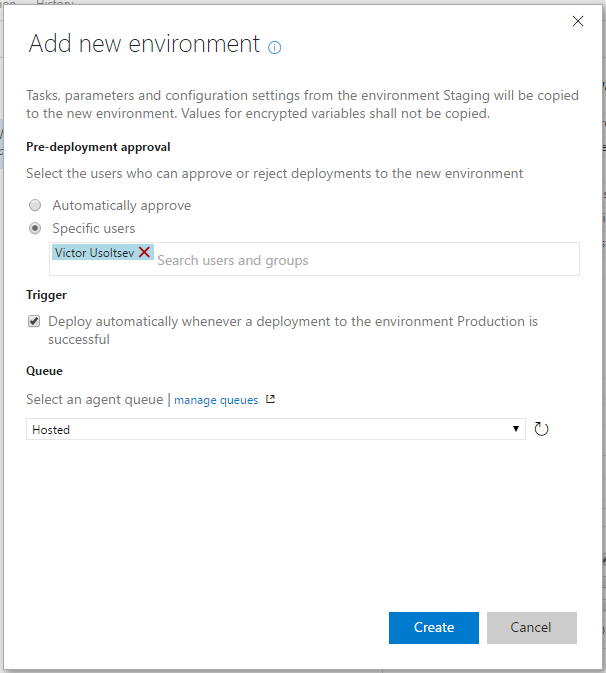 History
Add new environment
Tasks, parameters and configuration settings from the environment Staging will be copied
to the new environment. Values for encrypted variables shall not be copied.
Pre-deployment approval
Select the users who can approve or reject deployments to the new environment
Automatically approve
Specific users
Victor Usoltsev Search users and groups
Trigger
Deploy automatically whenever a deployment to the environment Production is
successful
Queue
Select an agent queue | manage queues
Hosted
Create Cancel